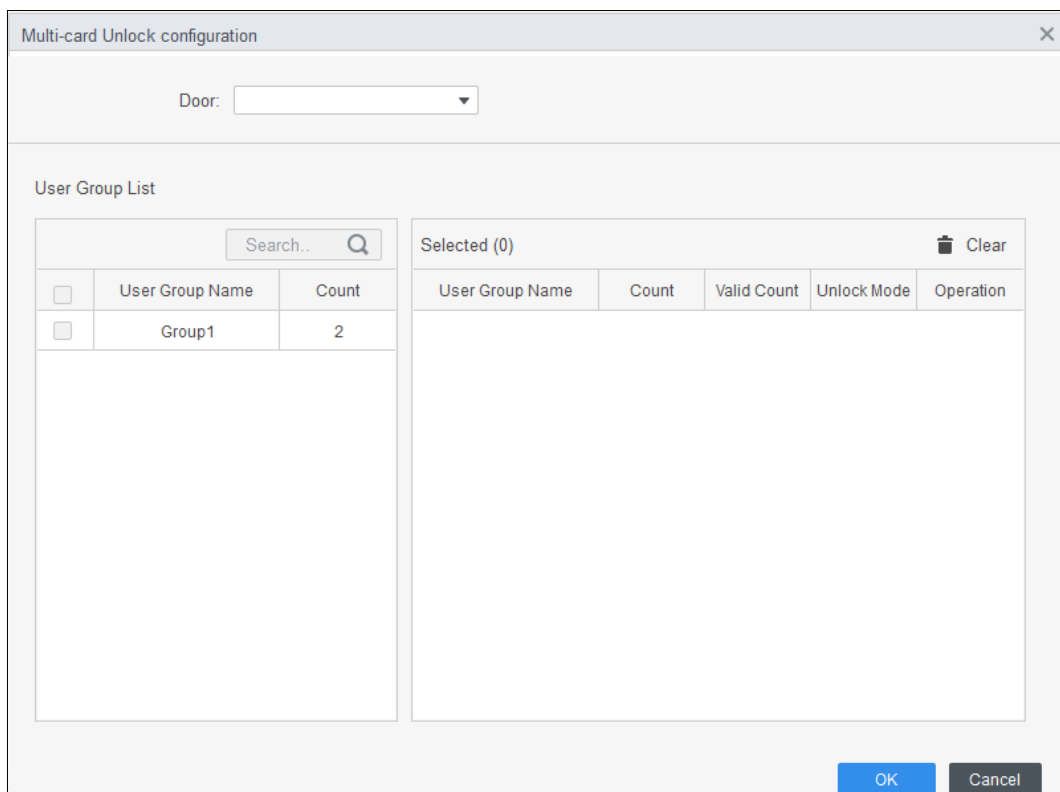 Multi-card Unlock configuration
Door:
User Group List
Search..
Selected (0)
Clear
User Group Name Count
User Group Name Count Valid Count Unlock Mode Operation
Group1 2
OK Cancel